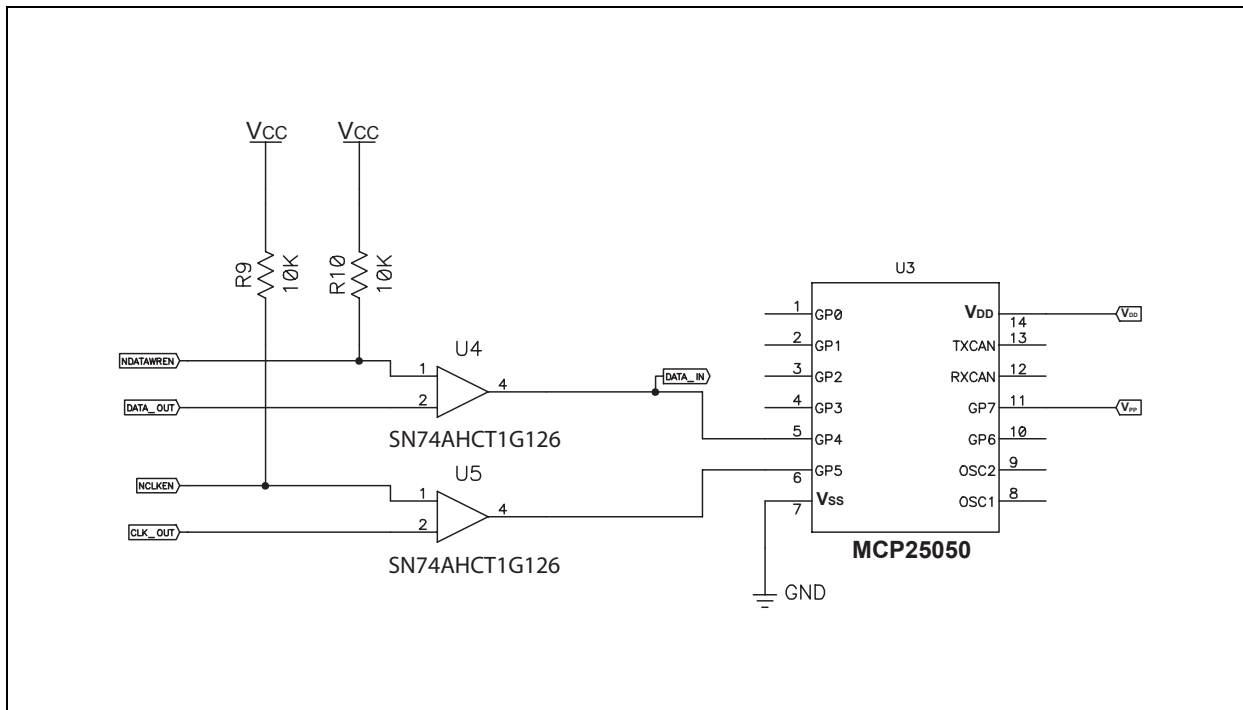 VCC VCC
R9 10K R10 10K
U3
1 GP0 VDD 14 VDD
2 GP1 TXCAN 13
3 GP2 RXCAN 12
4 GP3 GP7 11 VPP
5 GP4 GP6 10
6 GP5 OSC2 9
7 VSS OSC1 8
MCP25050
GND
NDATAWREN
DATA_OUT
U4
1
2
4
DATA_IN
SN74AHCT1G126
NCLKEN
CLK_OUT
U5
1
2
4
SN74AHCT1G126